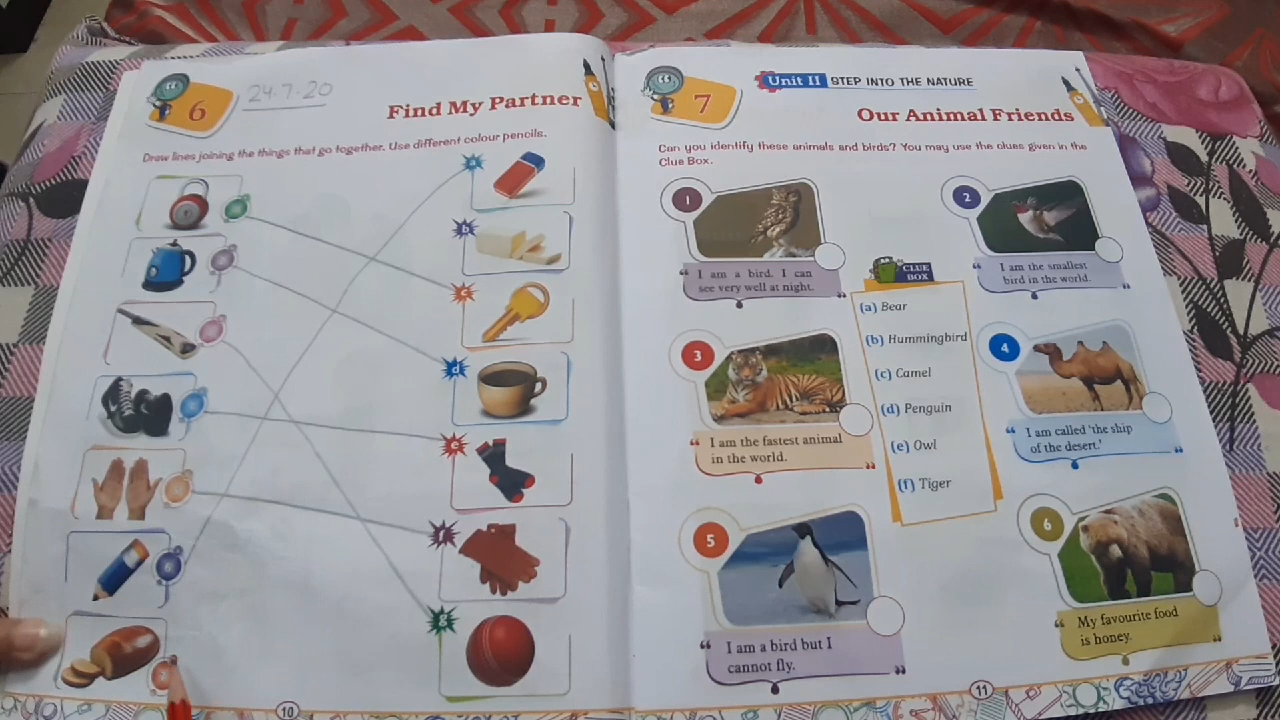 6
24.7.20
Find My Partner
Draw lines joining the things that go together. Use different colour pencils.
a
b
c
d
e
f
g
10
7
Unit II STEP INTO THE NATURE
Our Animal Friends
Can you identify these animals and birds? You may use the clues given in the
Clue Box.
1
“ I am a bird. I can
see very well at night. ”
2
“ I am the smallest
bird in the world. ”
CLUE
BOX
(a) Bear
(b) Hummingbird
(c) Camel
(d) Penguin
(e) Owl
(f) Tiger
3
“ I am the fastest animal
in the world. ”
4
“ I am called 'the ship
of the desert.' ”
5
“ I am a bird but I
cannot fly. ”
6
“ My favourite food
is honey. ”
11